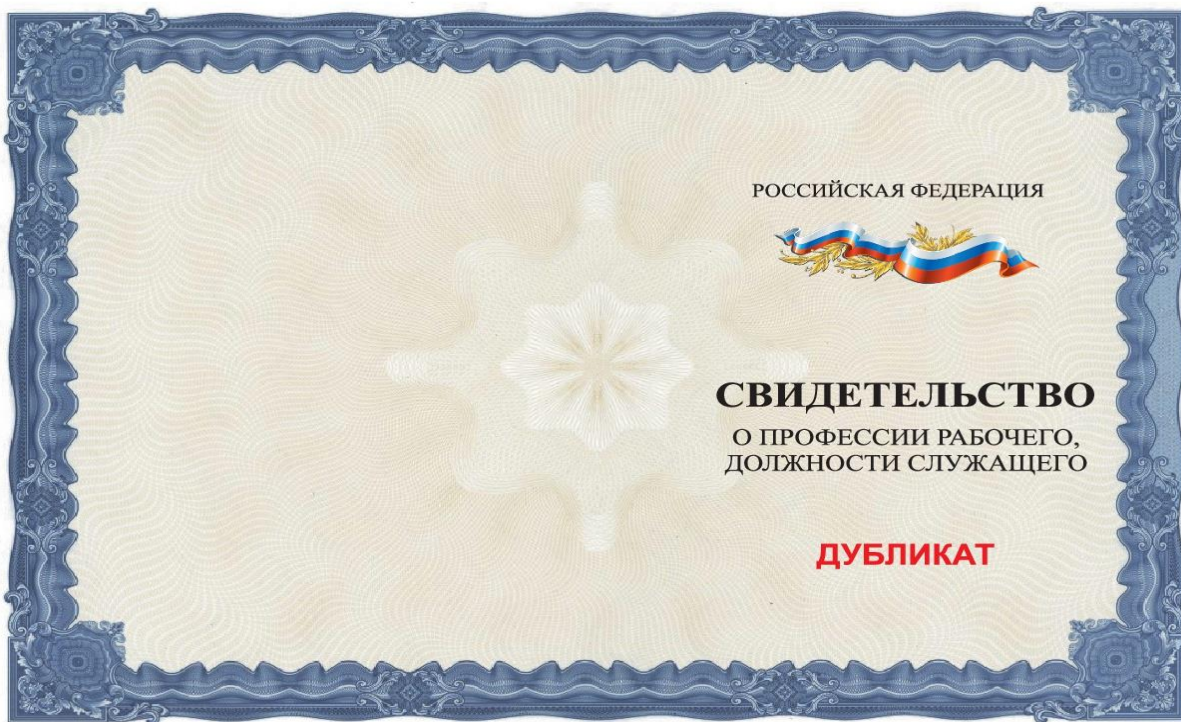 РОССИЙСКАЯ ФЕДЕРАЦИЯ
СВИДЕТЕЛЬСТВО
О ПРОФЕССИИ РАБОЧЕГО,
ДОЛЖНОСТИ СЛУЖАЩЕГО
ДУБЛИКАТ